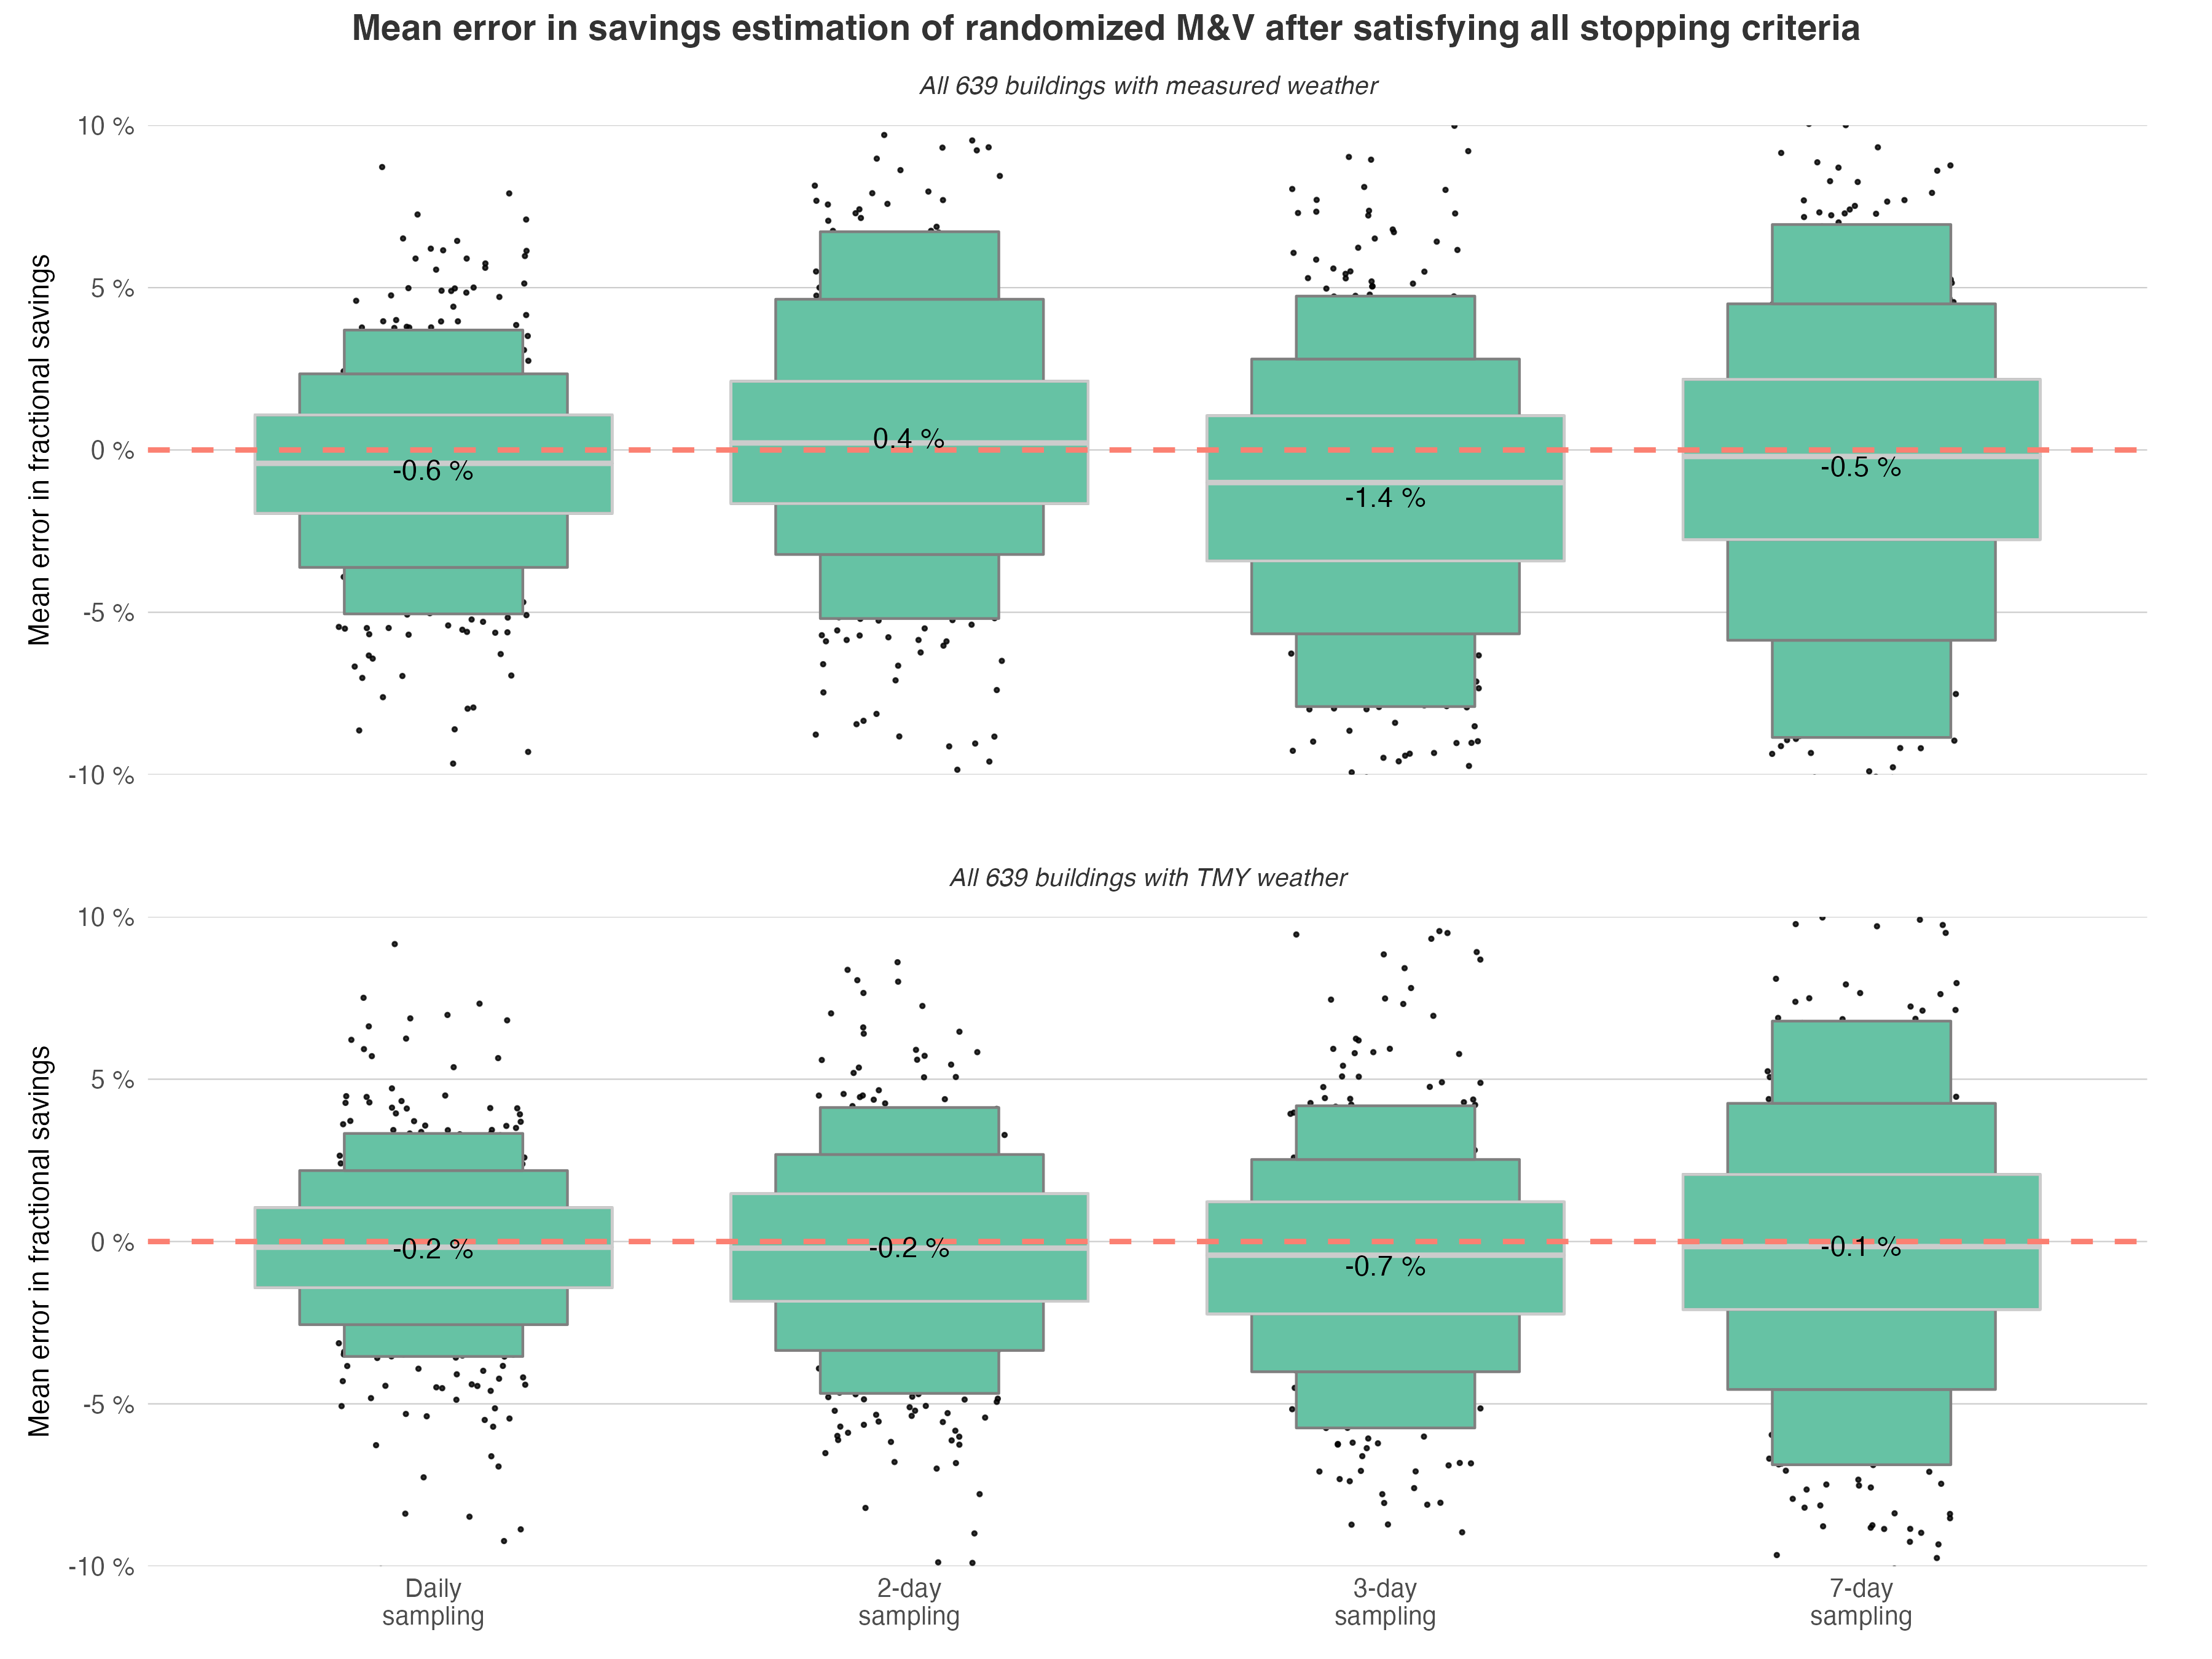 Mean error in savings estimation of randomized M&V after satisfying all stopping criteria
All 639 buildings with measured weather
Mean error in fractional savings
10 %
5 %
0 %
-5 %
-10 %
-0.6 %
0.4 %
-1.4 %
-0.5 %
All 639 buildings with TMY weather
Mean error in fractional savings
10 %
5 %
0 %
-5 %
-10 %
-0.2 %
-0.2 %
-0.7 %
-0.1 %
Daily
sampling
2-day
sampling
3-day
sampling
7-day
sampling